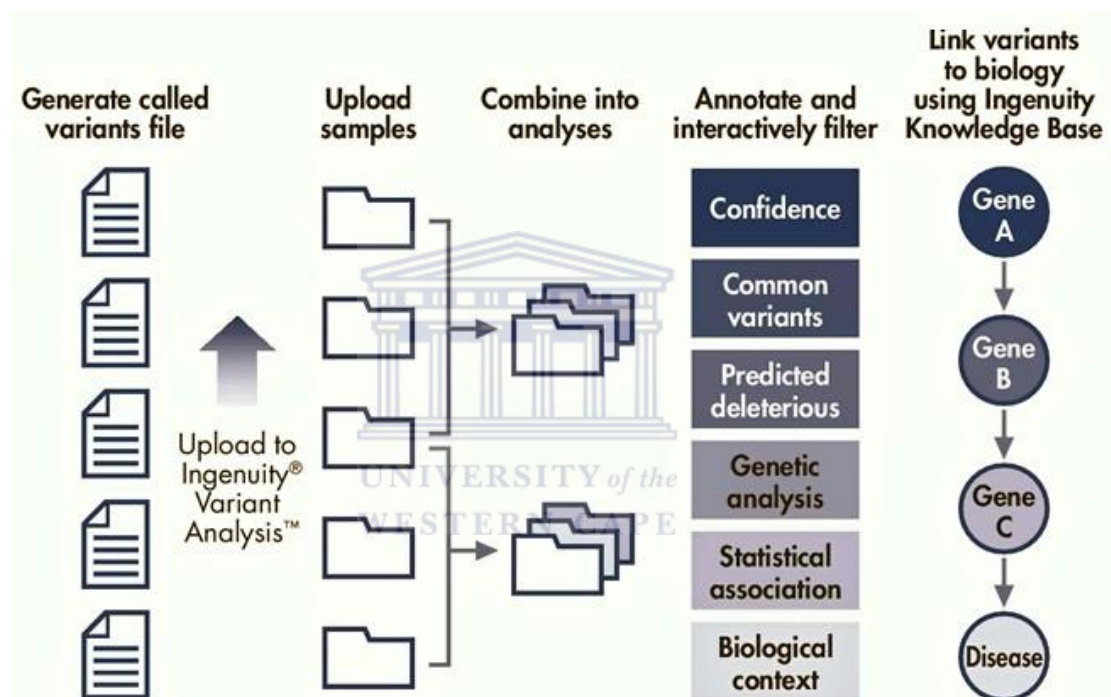 Generate called
variants file
Upload
samples
Combine into
analyses
Annotate and
interactively filter
Link variants
to biology
using Ingenuity
Knowledge Base
Upload to
Ingenuity®
Variant
Analysis™
Confidence
Common
variants
Predicted
deleterious
Genetic
analysis
Statistical
association
Biological
context
Gene
A
Gene
B
Gene
C
Disease
UNIVERSITY of the
WESTERN CAPE